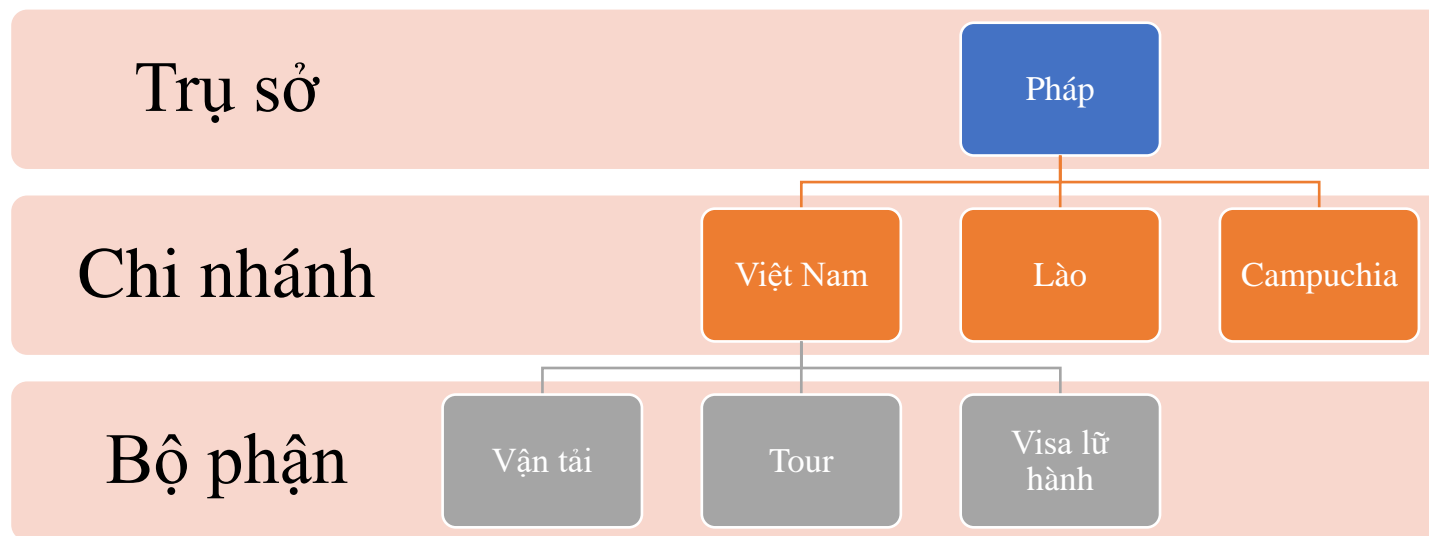 Trụ sở
Pháp
Chi nhánh
Việt Nam
Lào
Campuchia
Bộ phận
Vận tải
Tour
Visa lữ
hành